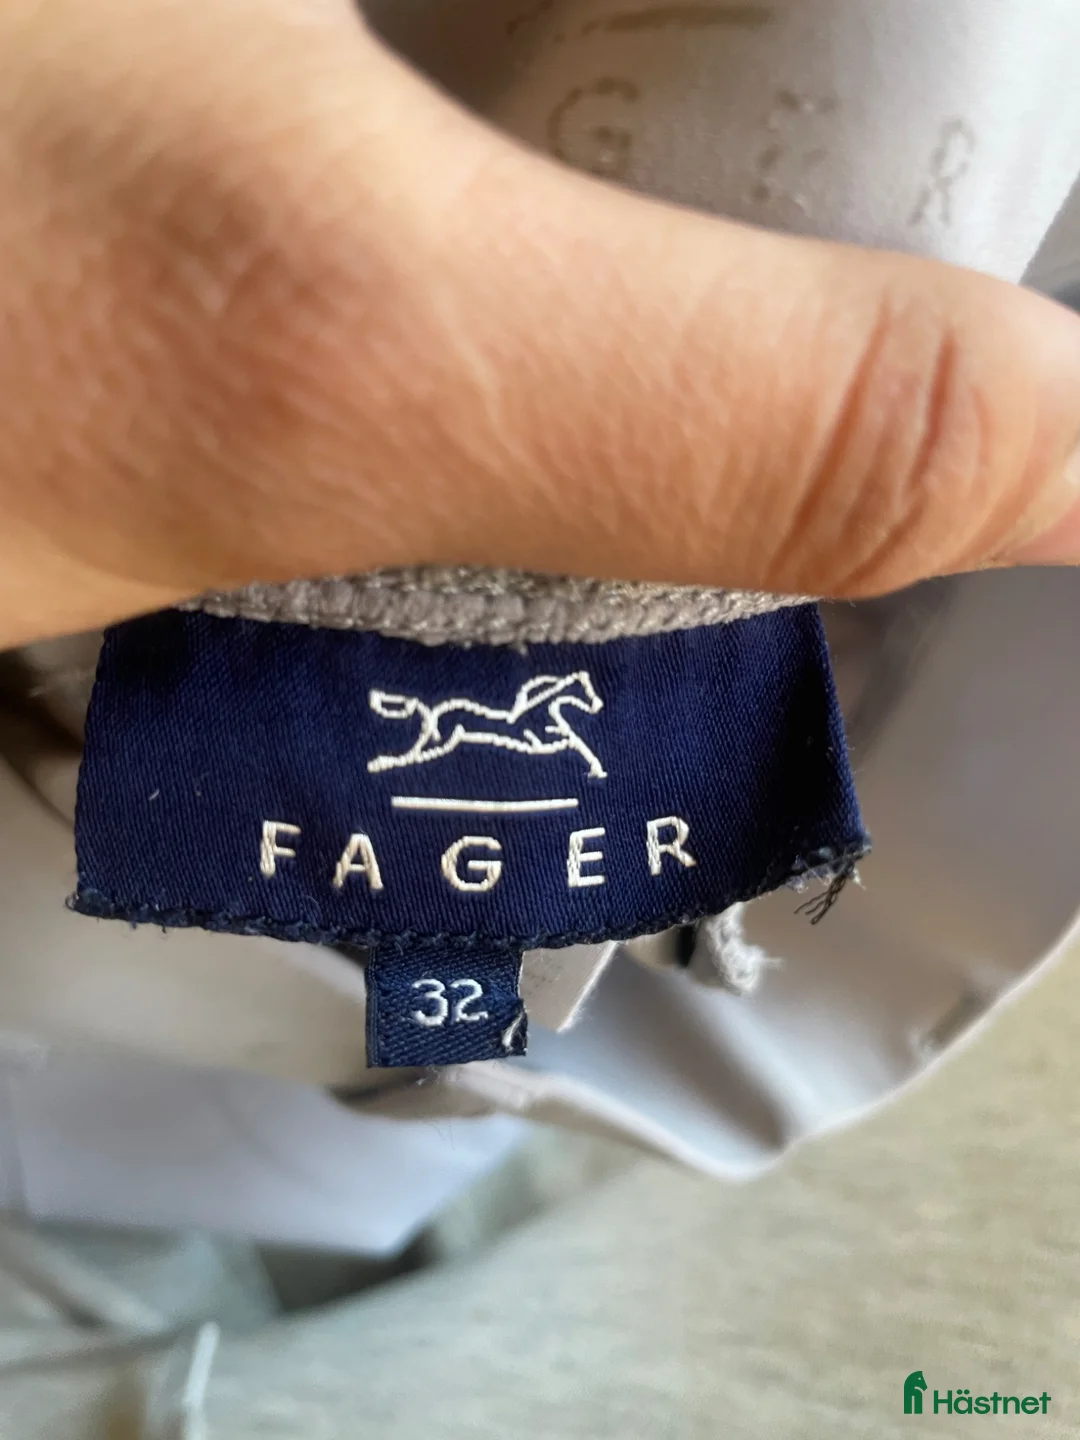 G E R
FAGER
32
Hästnet